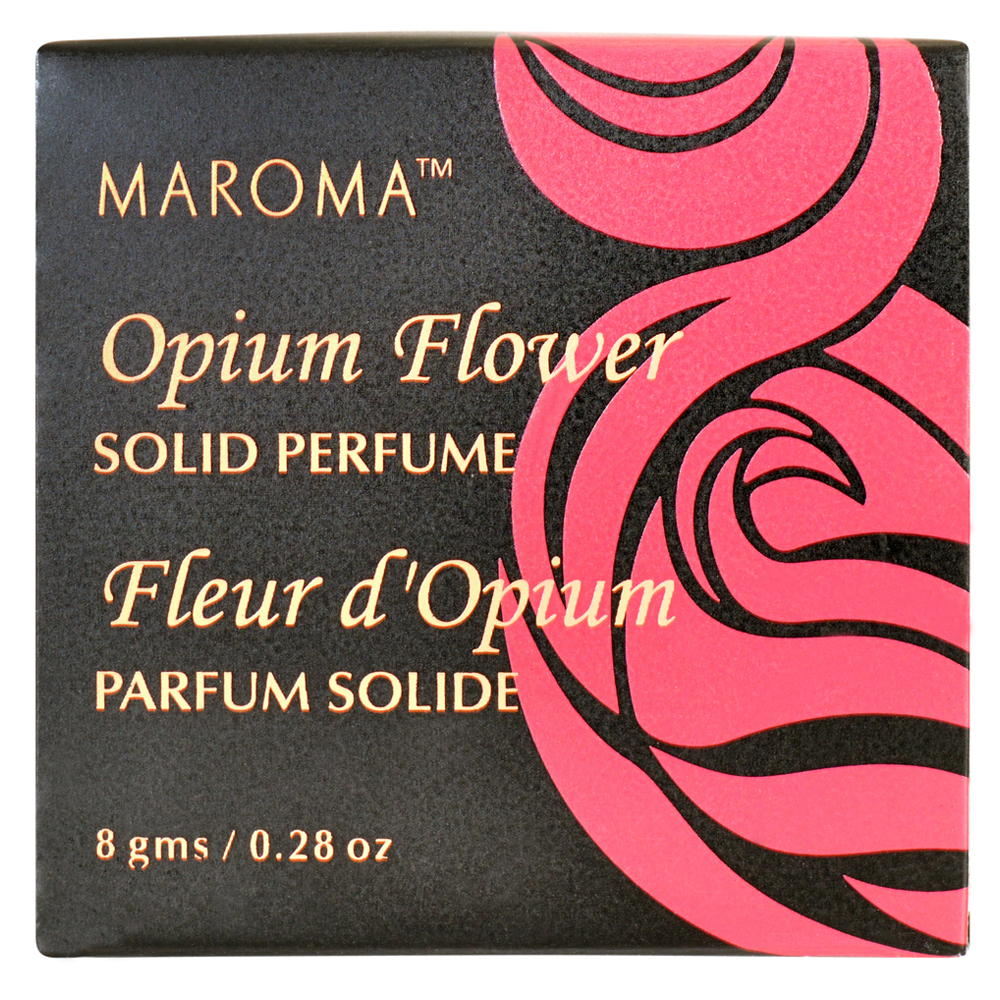 MAROMA™
Opium Flower
SOLID PERFUME
Fleur d'Opium
PARFUM SOLIDE
8 gms / 0.28 oz